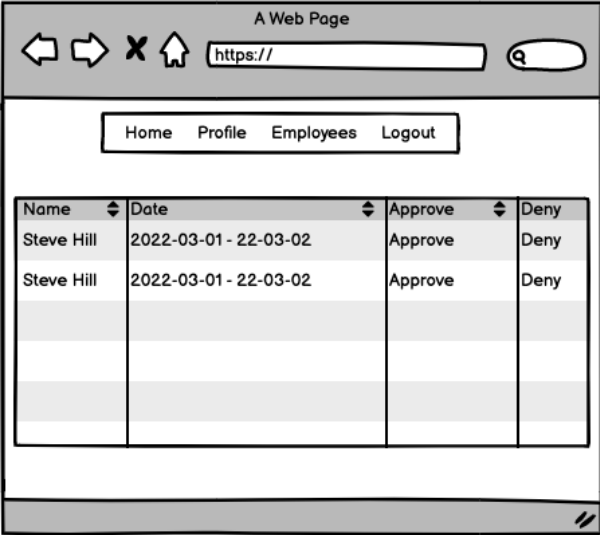 A Web Page
https://
Home Profile Employees Logout
Name Date Approve Deny
Steve Hill 2022-03-01 - 22-03-02 Approve Deny
Steve Hill 2022-03-01 - 22-03-02 Approve Deny